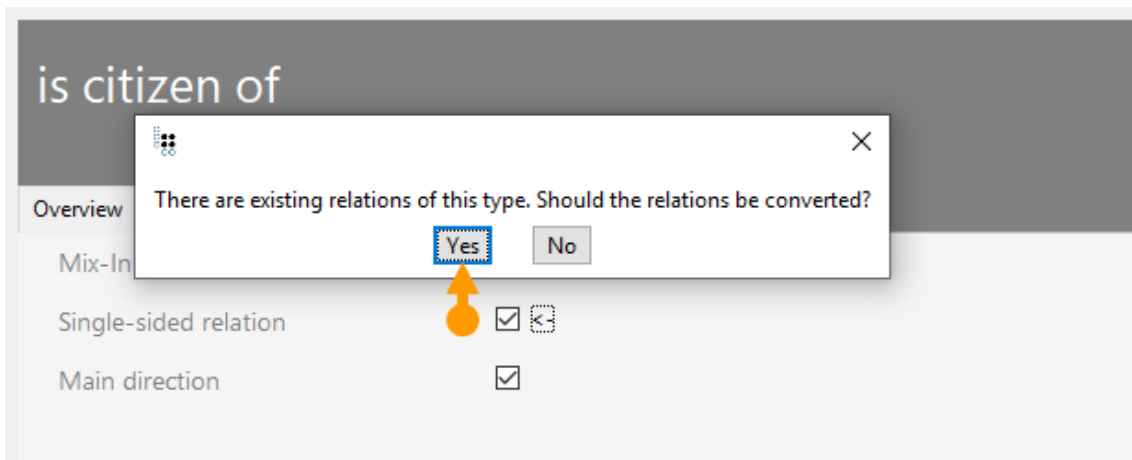 is citizen of
There are existing relations of this type. Should the relations be converted?
Yes No
Overview
Mix-In
Single-sided relation <-
Main direction